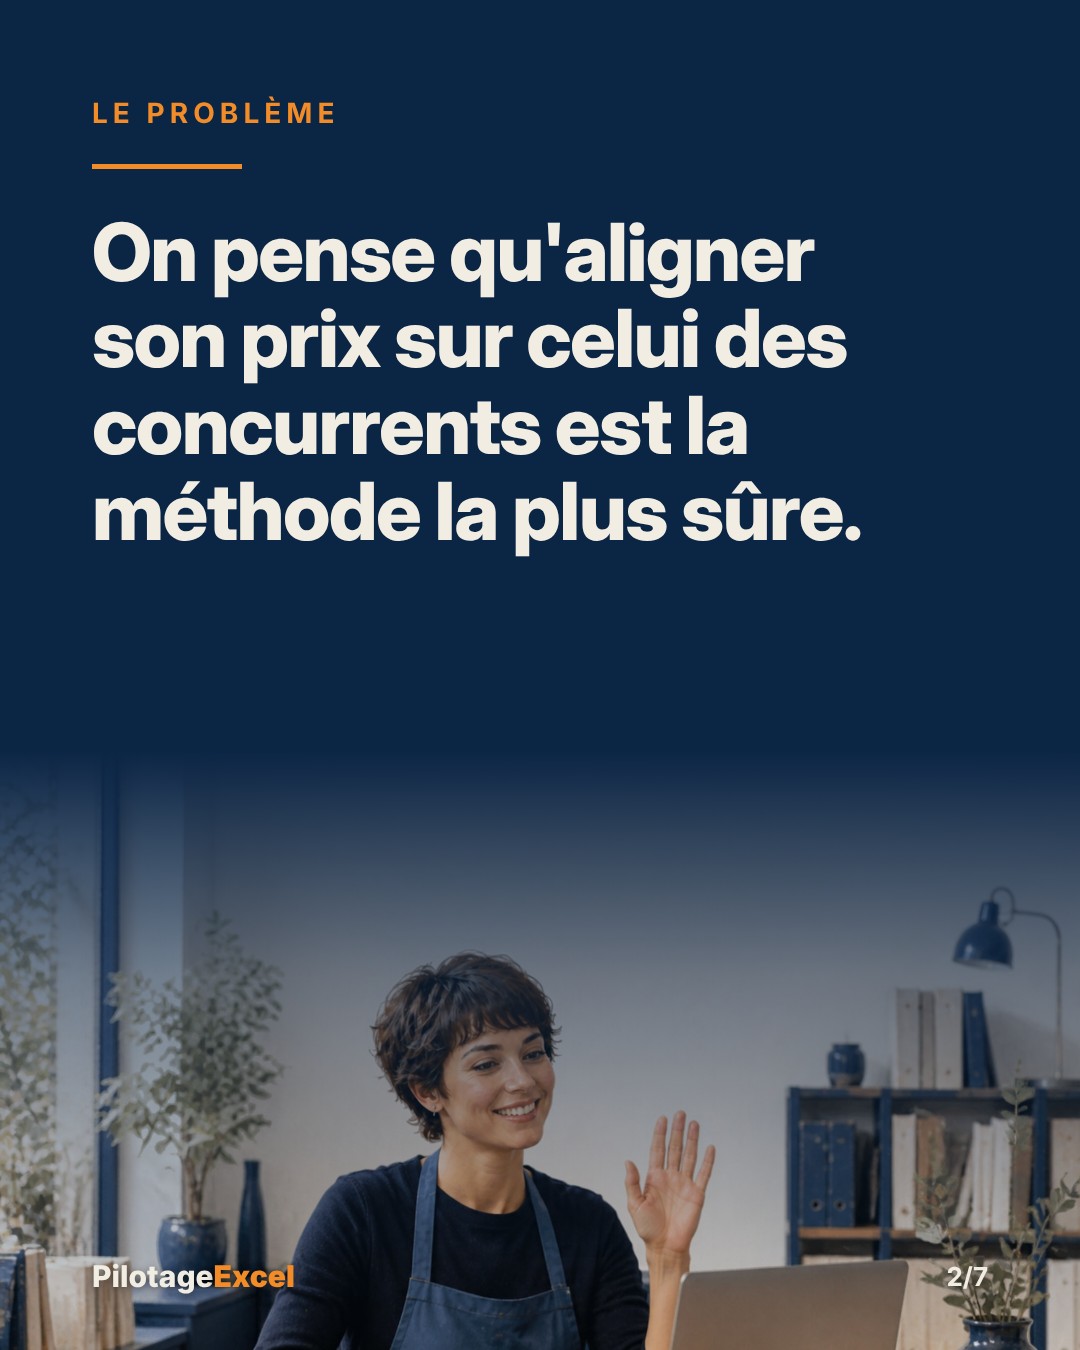 LE PROBLÈME
On pense qu'aligner
son prix sur celui des
concurrents est la
méthode la plus sûre.
PilotageExcel
2/7